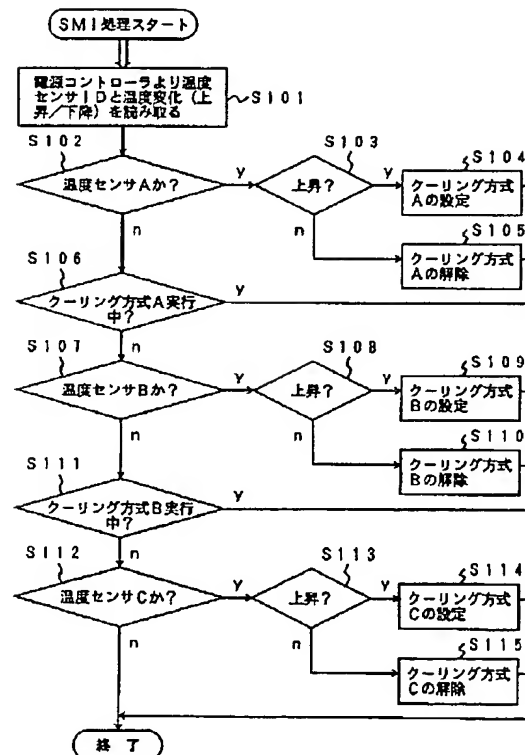 SMI処理スタート
電源コントローラより温度
センサIDと温度変化(上
昇/下降)を読み取る
S101
S102
温度センサAか?
y
n
S103
上昇?
y
n
S104
クーリング方式
Aの設定
S105
クーリング方式
Aの解除
S106
クーリング方式A実行
中?
y
n
S107
温度センサBか?
y
n
S108
上昇?
y
n
S109
クーリング方式
Bの設定
S110
クーリング方式
Bの解除
S111
クーリング方式B実行
中?
y
n
S112
温度センサCか?
y
n
S113
上昇?
y
n
S114
クーリング方式
Cの設定
S115
クーリング方式
Cの解除
終了